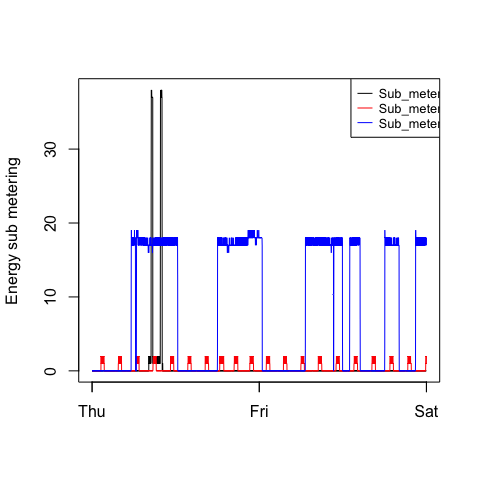 Sub_meter
Sub_meter
Sub_meter
Energy sub metering
30
20
10
0
Thu
Fri
Sat